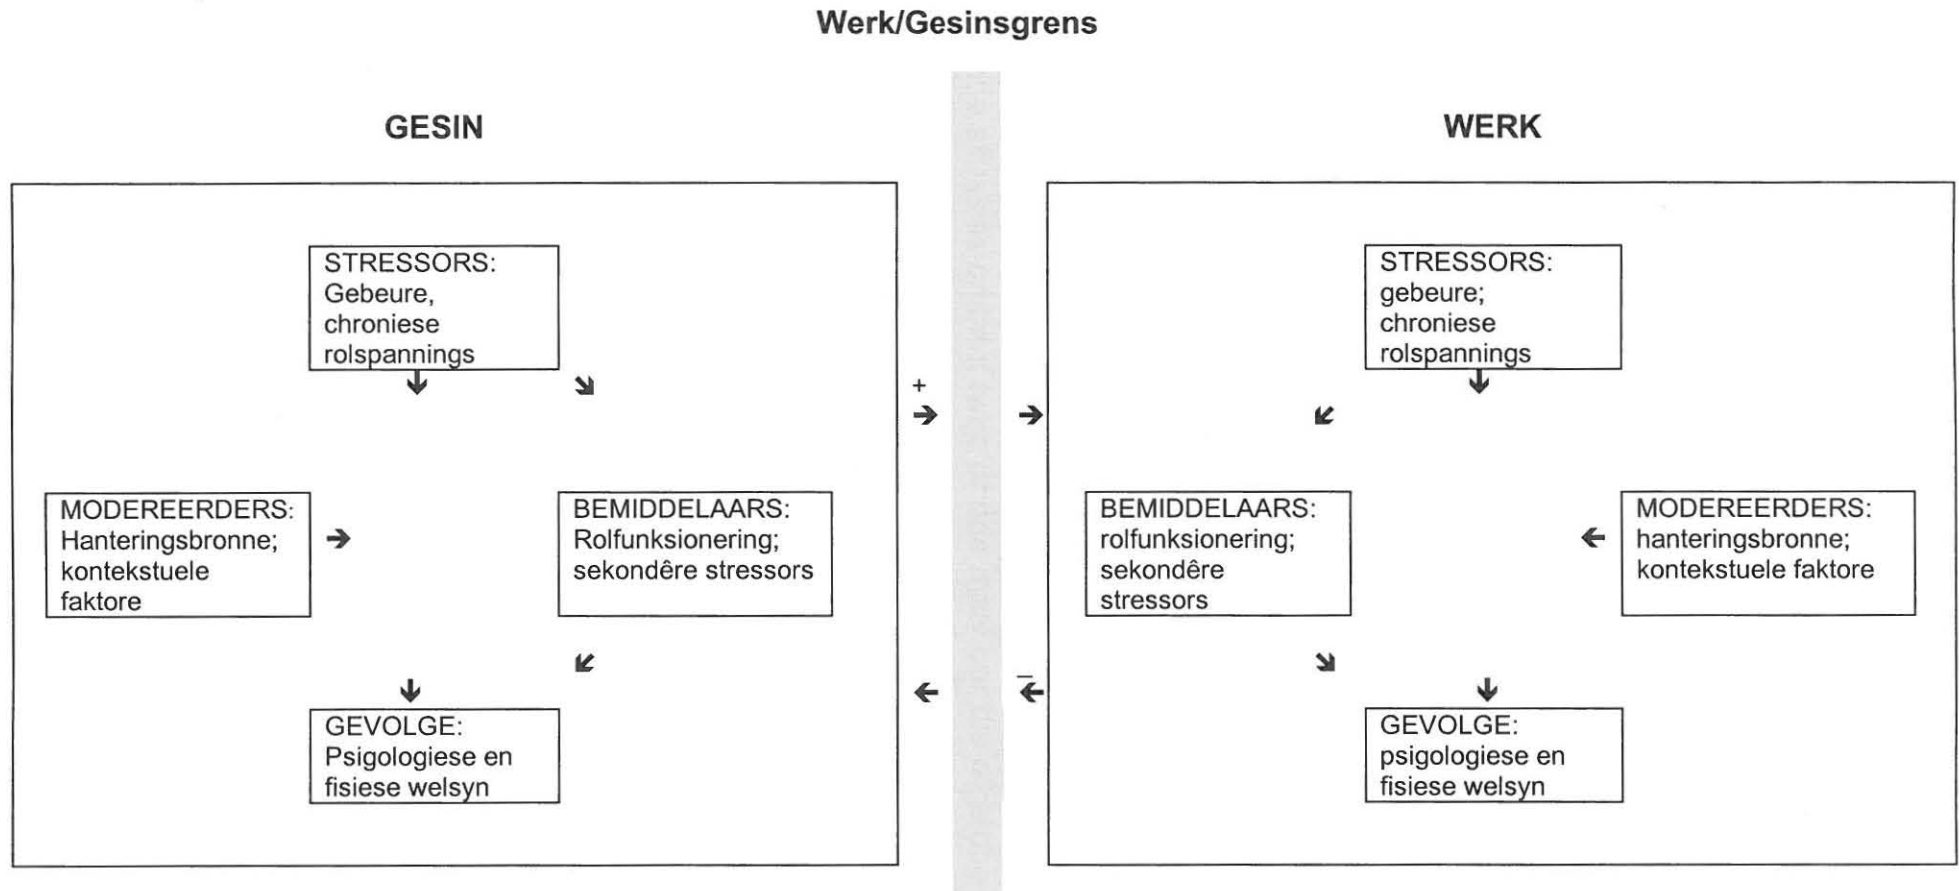 Werk/Gesinsgrens
GESIN
STRESSORS:
Gebeure,
chroniese
rolspannings
MODEREERDERS:
Hanteringsbronne;
kontekstuele
faktore
BEMIDDELAARS:
Rolfunksionering;
sekondêre stressors
GEVOLGE:
Psigologiese en
fisiese welsyn
+
–
WERK
STRESSORS:
gebeure;
chroniese
rolspannings
BEMIDDELAARS:
rolfunksionering;
sekondêre
stressors
MODEREERDERS:
hanteringsbronne;
kontekstuele faktore
GEVOLGE:
psigologiese en
fisiese welsyn